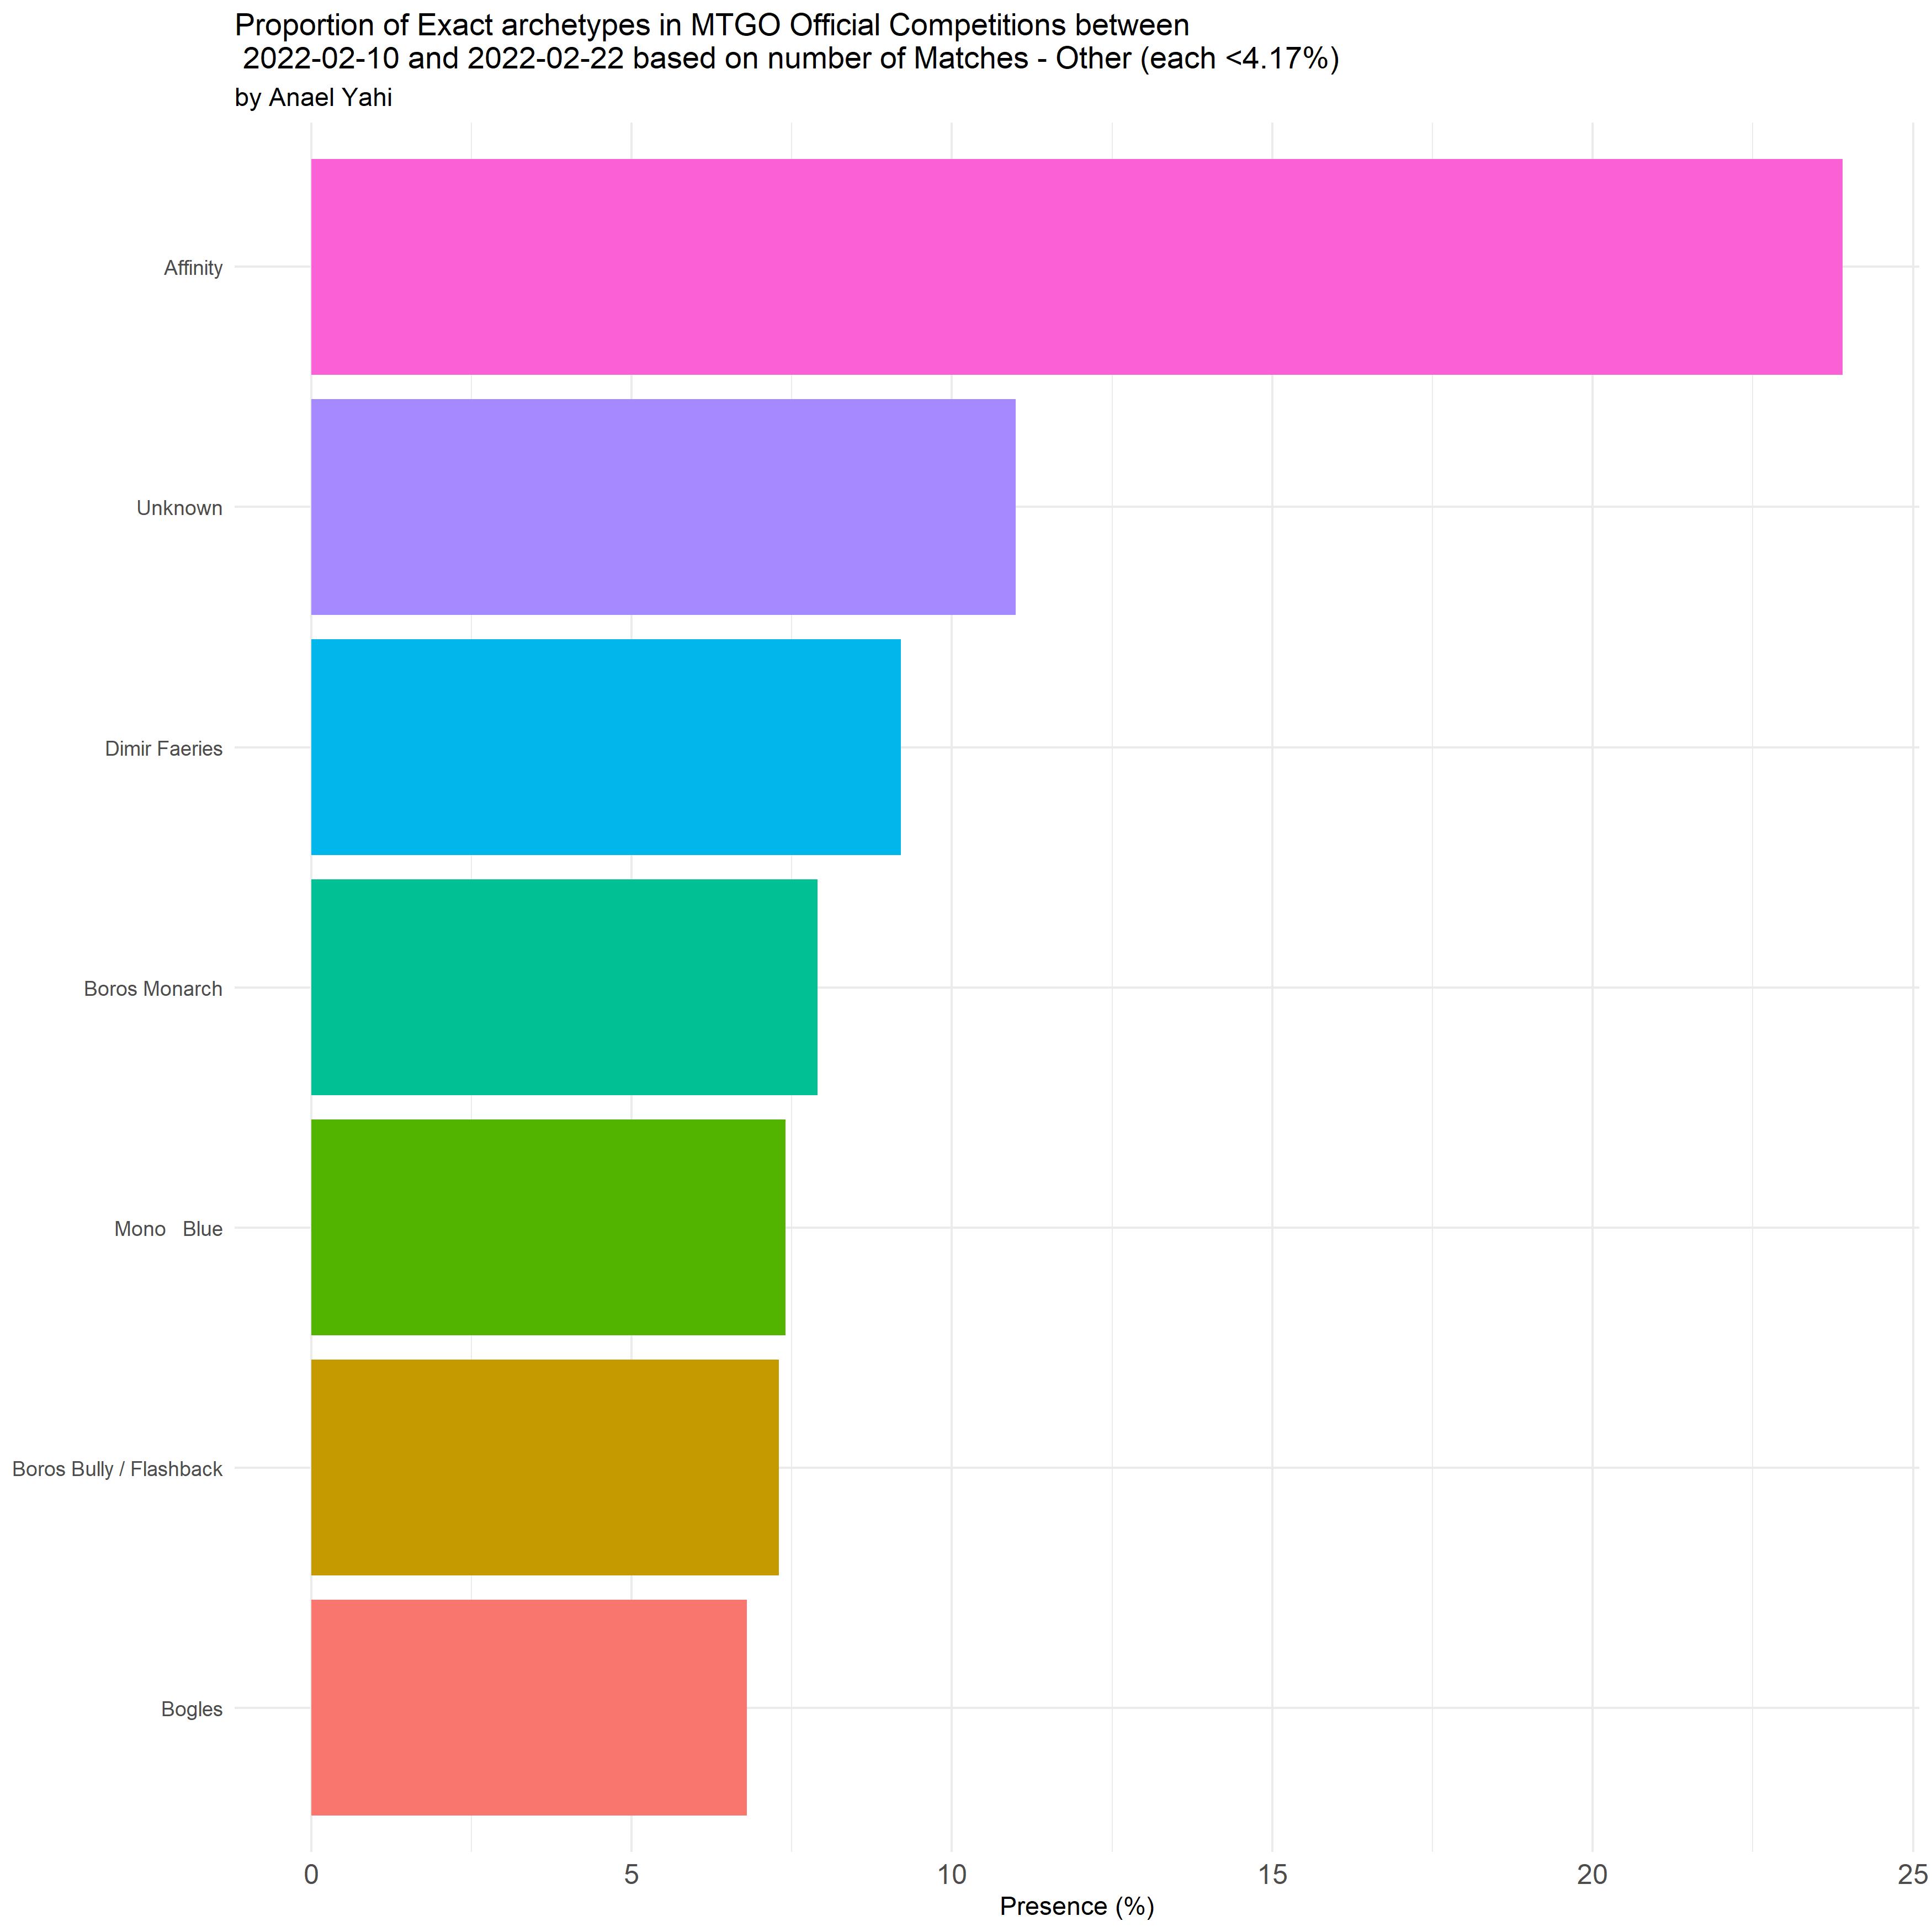 Proportion of Exact archetypes in MTGO Official Competitions between
2022-02-10 and 2022-02-22 based on number of Matches - Other (each <4.17%)
by Anael Yahi
Affinity
Unknown
Dimir Faeries
Boros Monarch
Mono   Blue
Boros Bully / Flashback
Bogles
0 5 10 15 20 25
Presence (%)